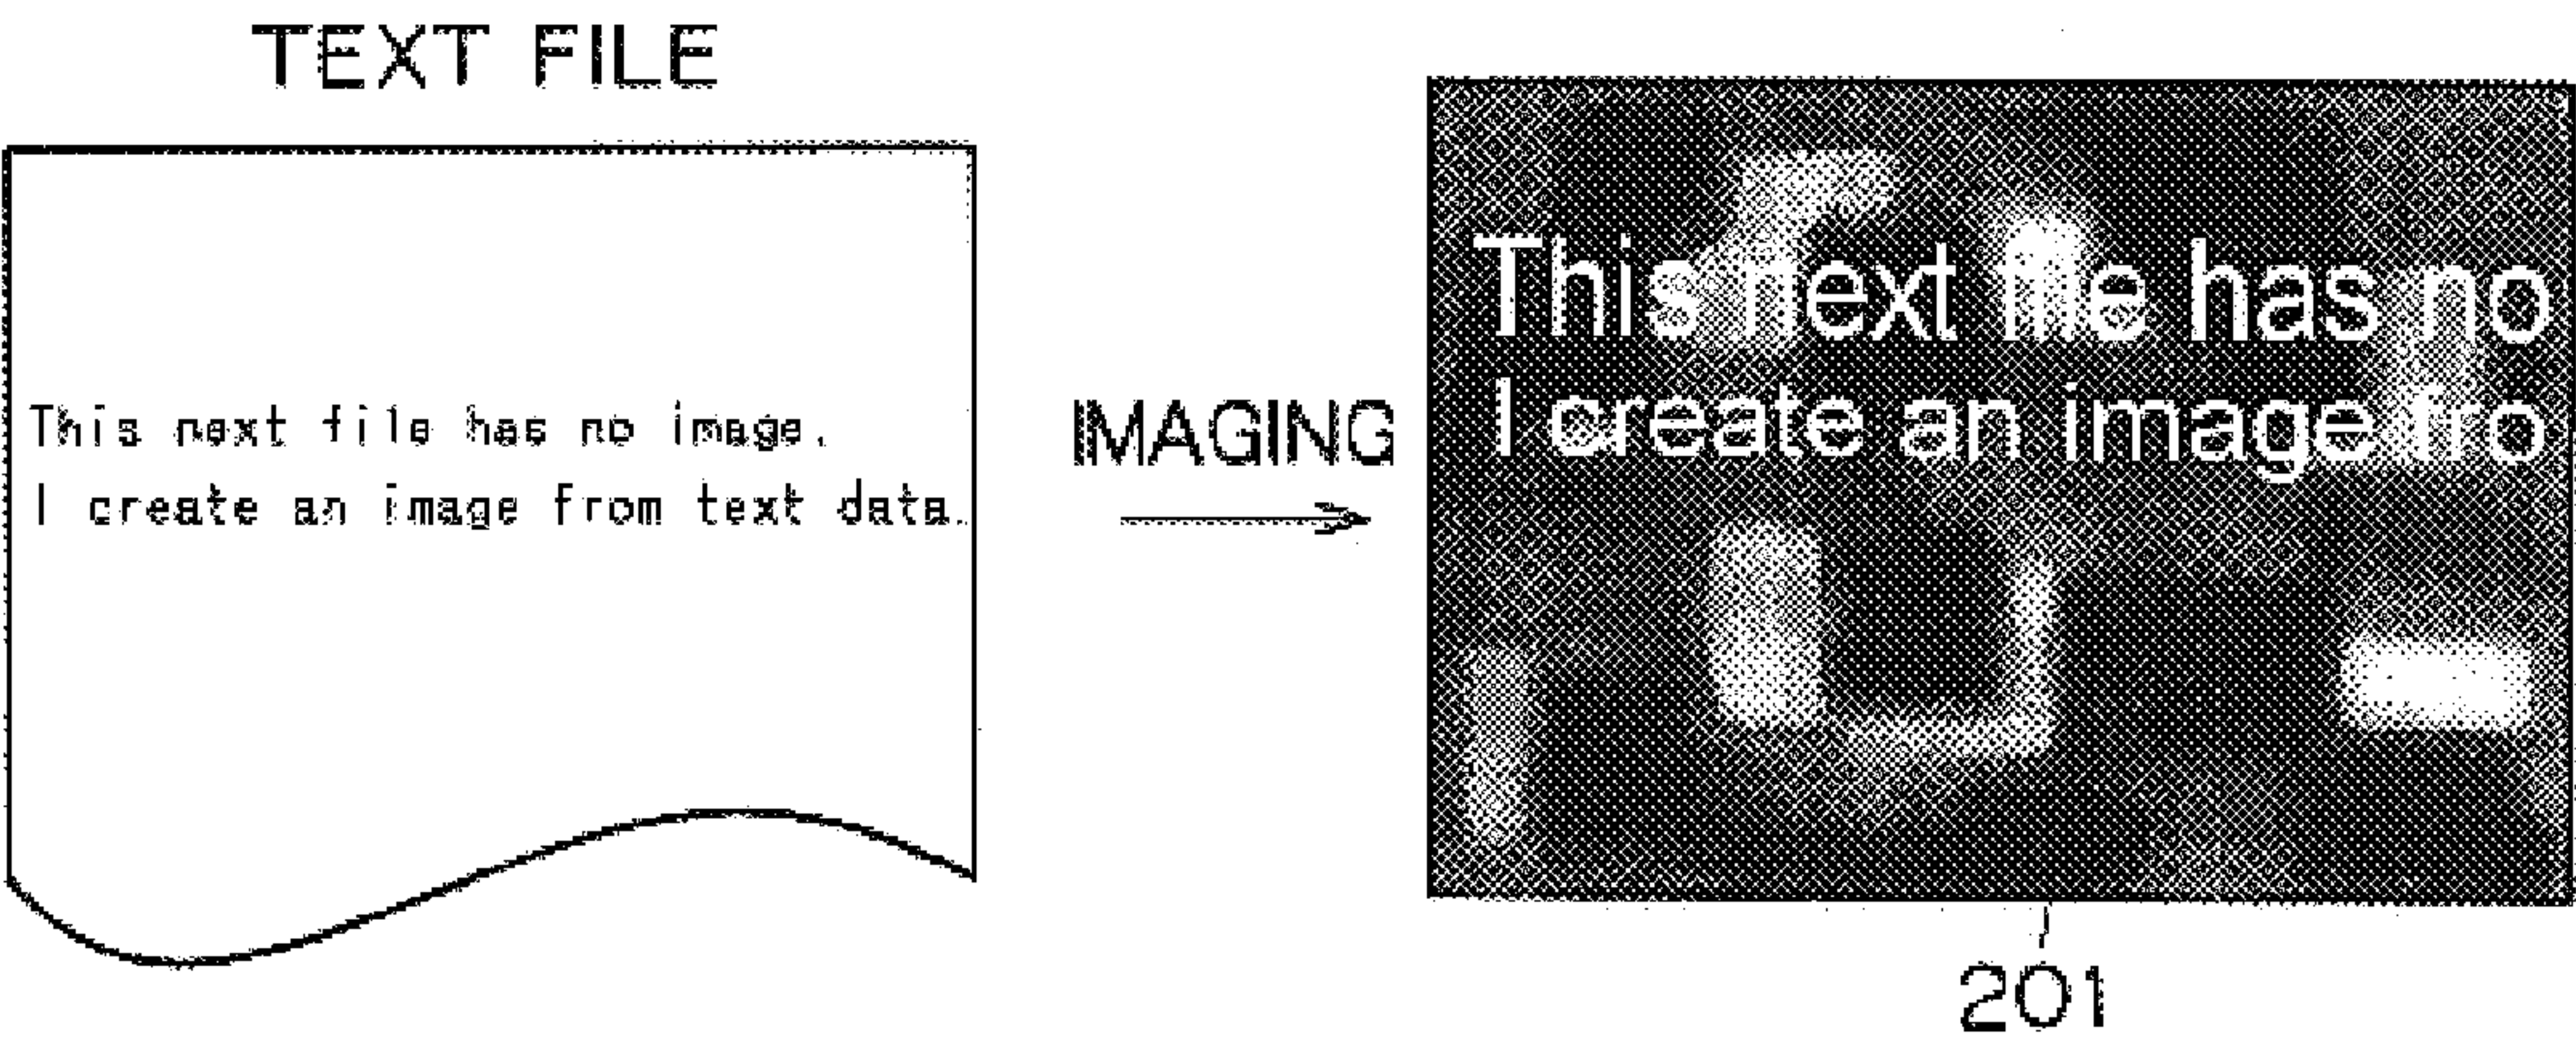 TEXT FILE
This next file has no image.
I create an image from text data.
IMAGING
This next file has no
I create an image fro
201